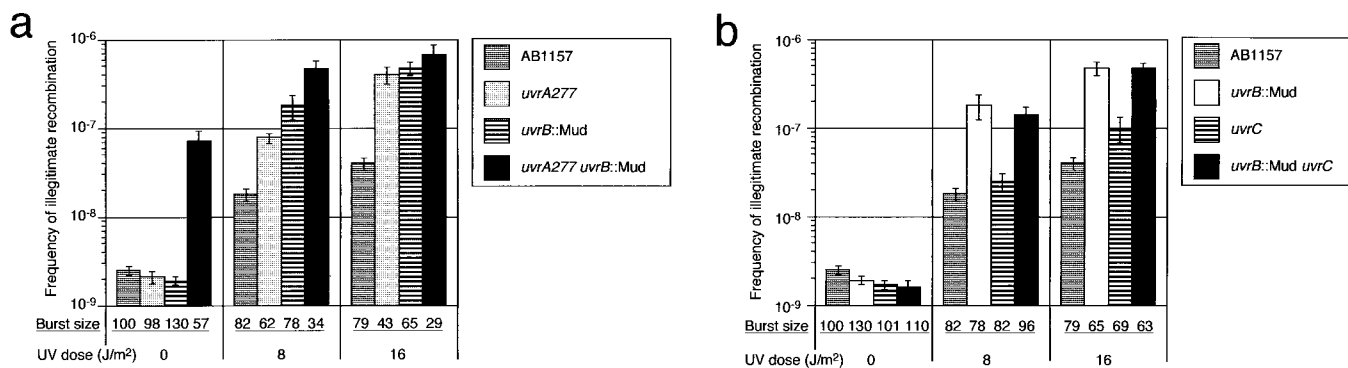 a
Frequency of illegitimate recombination
10⁻⁶
10⁻⁷
10⁻⁸
10⁻⁹
Burst size 100 98 130 57 82 62 78 34 79 43 65 29
UV dose (J/m²) 0 8 16
AB1157
uvrA277
uvrB::Mud
uvrA277 uvrB::Mud
b
Frequency of illegitimate recombination
10⁻⁶
10⁻⁷
10⁻⁸
10⁻⁹
Burst size 100 130 101 110 82 78 82 96 79 65 69 63
UV dose (J/m²) 0 8 16
AB1157
uvrB::Mud
uvrC
uvrB::Mud uvrC